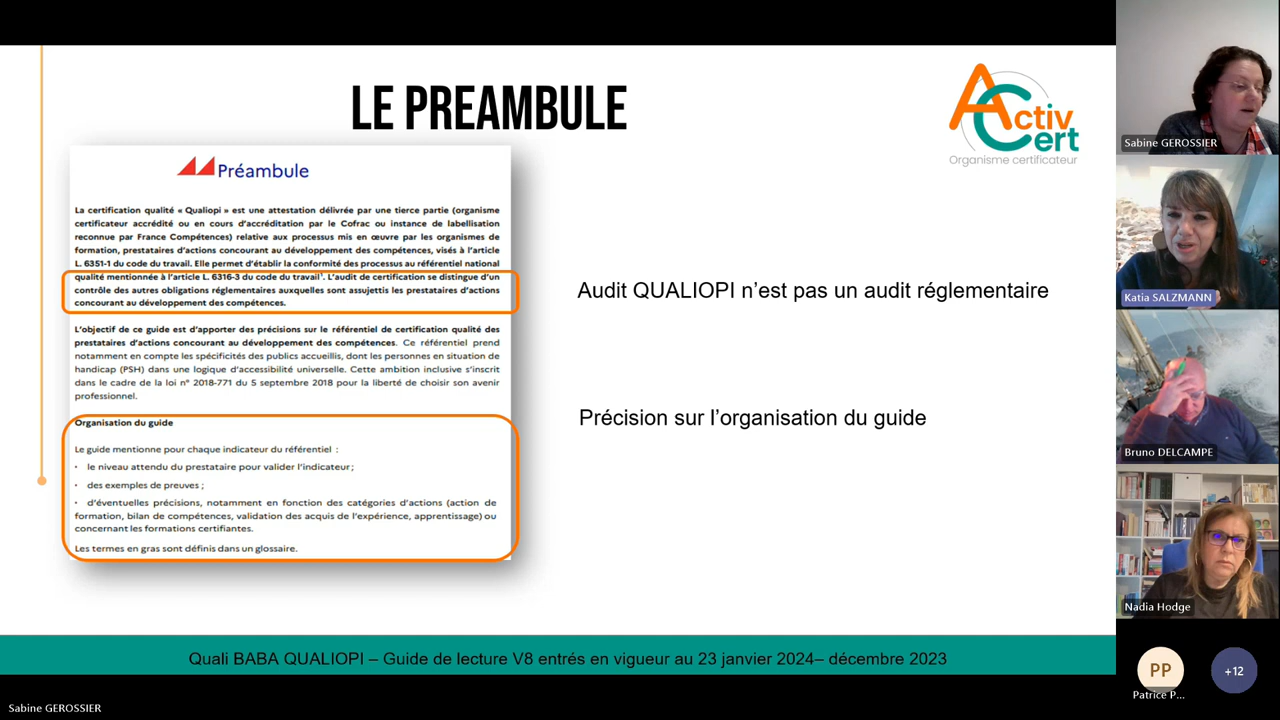 LE PREAMBULE
Activ
Cert
Organisme certificateur
Préambule
La certification qualité « Qualiopi » est une attestation délivrée par une tierce partie (organisme
certificateur accrédité ou en cours d'accréditation par le Cofrac ou instance de labellisation
reconnue par France Compétences) relative aux processus mis en œuvre par les organismes de
formation, prestataires d'actions concourant au développement des compétences, visés à l'article
L. 6351-1 du code du travail. Elle permet d'établir la conformité des processus au référentiel national
qualité mentionnée à l'article L. 6316-3 du code du travail¹. L'audit de certification se distingue d'un
contrôle des autres obligations réglementaires auxquelles sont assujettis les prestataires d'actions
concourant au développement des compétences.
L'objectif de ce guide est d'apporter des précisions sur le référentiel de certification qualité des
prestataires d'actions concourant au développement des compétences. Ce référentiel prend
notamment en compte les spécificités des publics accueillis, dont les personnes en situation de
handicap (PSH) dans une logique d'accessibilité universelle. Cette ambition inclusive s'inscrit
dans le cadre de la loi n° 2018-771 du 5 septembre 2018 pour la liberté de choisir son avenir
professionnel.
Organisation du guide
Le guide mentionne pour chaque indicateur du référentiel :
· le niveau attendu du prestataire pour valider l'indicateur ;
· des exemples de preuves ;
· d'éventuelles précisions, notamment en fonction des catégories d'actions (action de
formation, bilan de compétences, validation des acquis de l'expérience, apprentissage) ou
concernant les formations certifiantes.
Les termes en gras sont définis dans un glossaire.
Audit QUALIOPI n'est pas un audit réglementaire
Précision sur l'organisation du guide
Quali BABA QUALIOPI – Guide de lecture V8 entrés en vigueur au 23 janvier 2024– décembre 2023
Sabine GEROSSIER
Sabine GEROSSIER
Katia SALZMANN
Bruno DELCAMPE
Nadia Hodge
PP
Patrice P...
+12